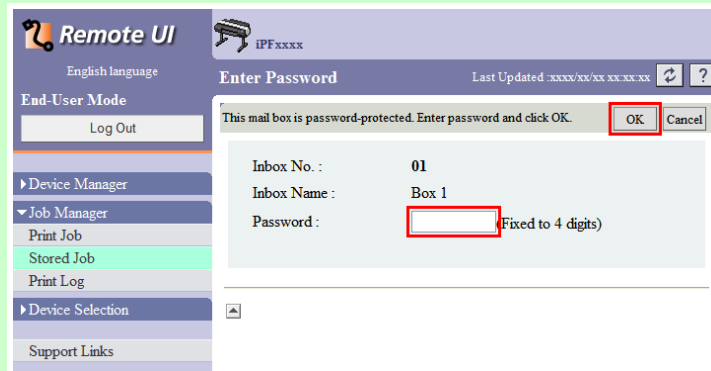 Remote UI
English language
End-User Mode
Log Out
▶Device Manager
▼Job Manager
Print Job
Stored Job
Print Log
▶Device Selection
Support Links
iPFxxxx
Enter Password
Last Updated :xxxx/xx/xx xx:xx:xx
?
This mail box is password-protected. Enter password and click OK.
OK
Cancel
Inbox No. : 01
Inbox Name : Box 1
Password : (Fixed to 4 digits)